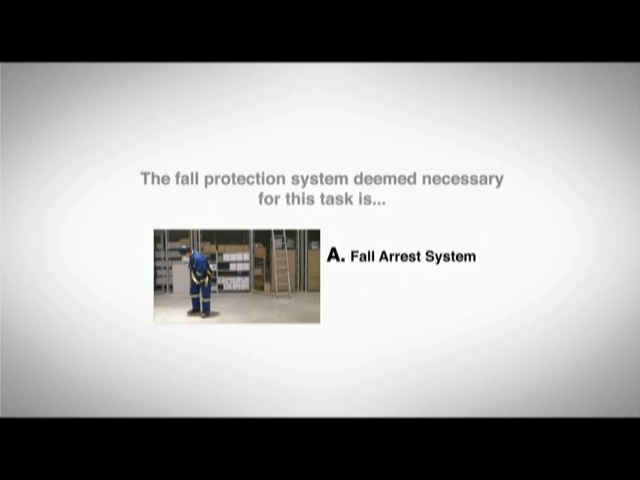 The fall protection system deemed necessary
for this task is...
A. Fall Arrest System